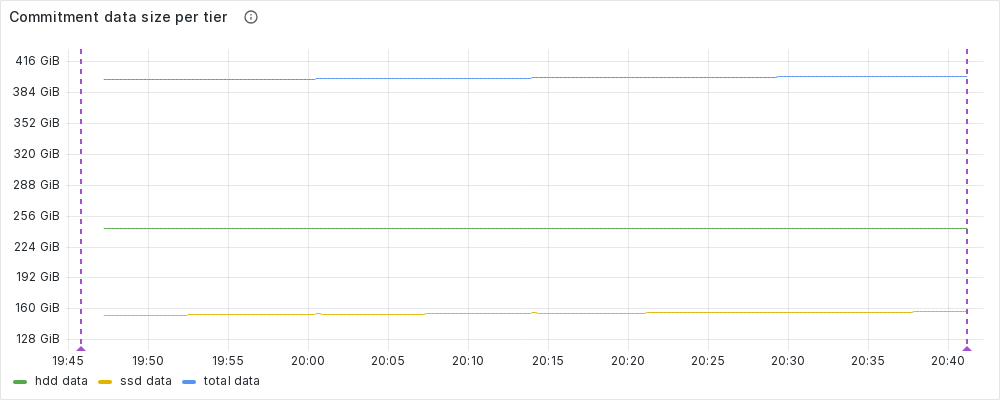 Commitment data size per tier
416 GiB
384 GiB
352 GiB
320 GiB
288 GiB
256 GiB
224 GiB
192 GiB
160 GiB
128 GiB
19:45 19:50 19:55 20:00 20:05 20:10 20:15 20:20 20:25 20:30 20:35 20:40
hdd data ssd data total data